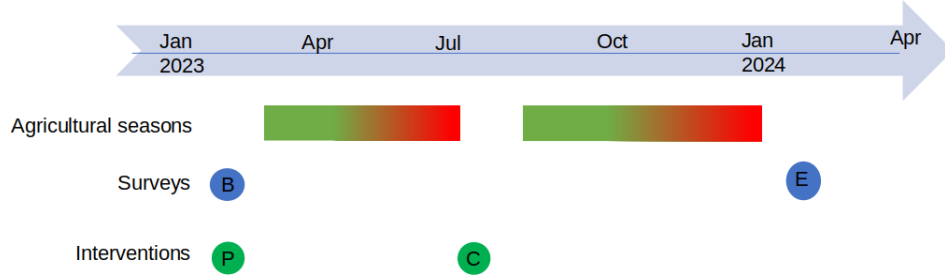 Jan Apr Jul Oct Jan Apr
2023 2024
Agricultural seasons
Surveys B E
Interventions P C